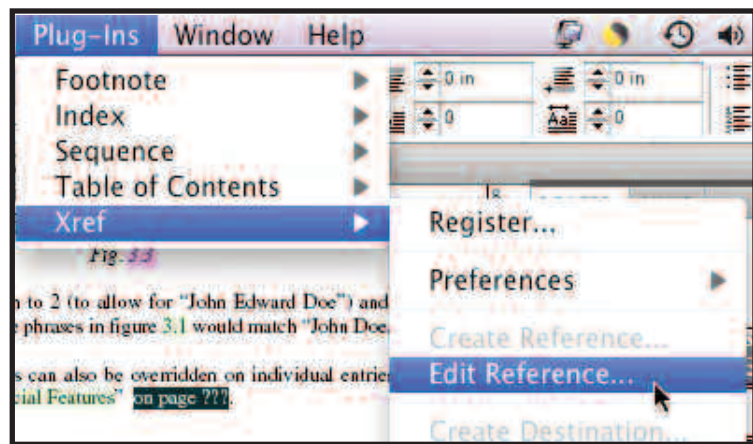 Plug-Ins Window Help
Footnote
0 in 0 in
Index
0 0
Sequence
Table of Contents
Xref
Register...
Fig. 3.3
Preferences
n to 2 (to allow for "John Edward Doe") and
e phrases in figure 3.1 would match "John Doe.
Create Reference...
s can also be overridden on individual entries
Edit Reference...
cial Features" on page ???.
Create Destination...